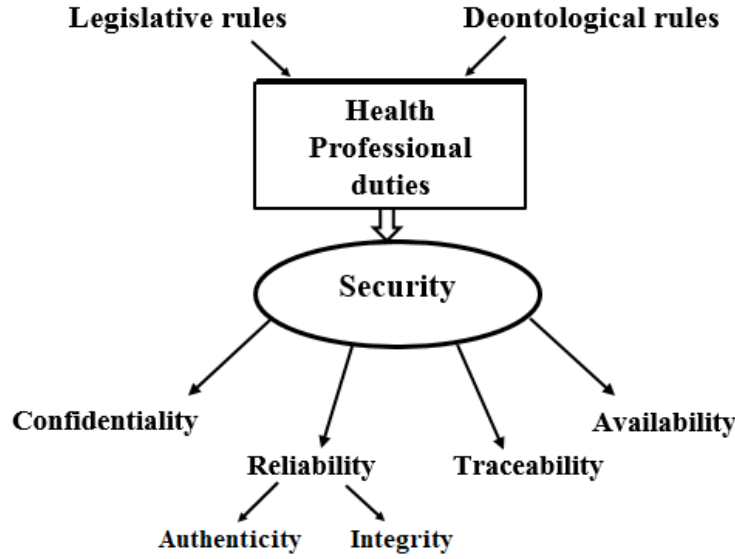 Legislative rules
Deontological rules
Health
Professional
duties
Security
Confidentiality
Availability
Reliability
Traceability
Authenticity
Integrity